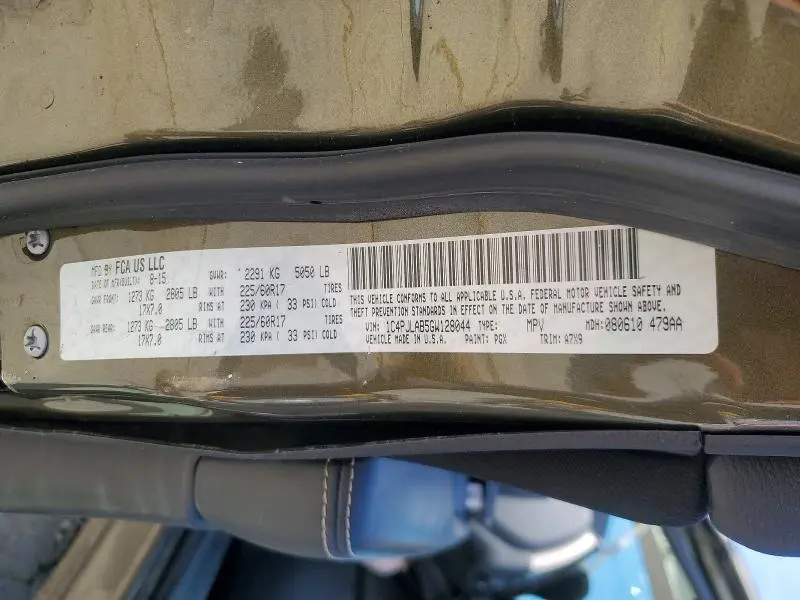 MFD BY FCA US LLC
DATE OF MFR(BUILT): 8-15 GVWR: 2291 KG 5050 LB
GAWR FRONT: 1273 KG 2805 LB WITH 225/60R17 TIRES
17X7.0 RIMS AT 230 KPA ( 33 PSI) COLD
GAWR REAR: 1273 KG 2805 LB WITH 225/60R17 TIRES
17X7.0 RIMS AT 230 KPA ( 33 PSI) COLD
THIS VEHICLE CONFORMS TO ALL APPLICABLE U.S.A. FEDERAL MOTOR VEHICLE SAFETY AND
THEFT PREVENTION STANDARDS IN EFFECT ON THE DATE OF MANUFACTURE SHOWN ABOVE.
VIN: 1C4PJLAB5GW128044 TYPE: MPV MDH: 080610 479AA
VEHICLE MADE IN U.S.A. PAINT: PGX TRIM: A7X9